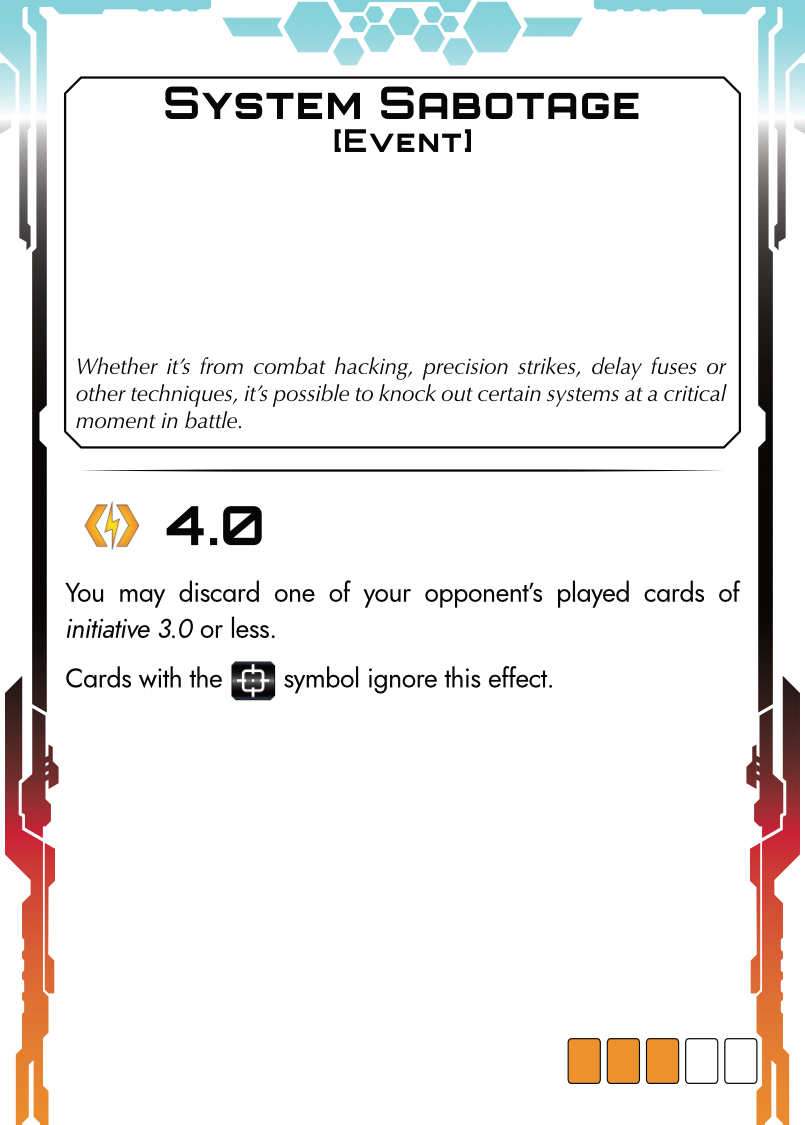 System Sabotage
[Event]
Whether it's from combat hacking, precision strikes, delay fuses or
other techniques, it's possible to knock out certain systems at a critical
moment in battle.
4.0
You may discard one of your opponent's played cards of
initiative 3.0 or less.
Cards with the symbol ignore this effect.